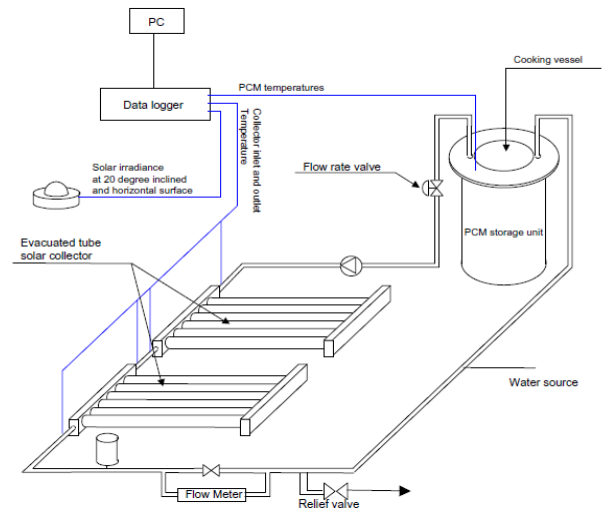 PC
Cooking vessel
PCM temperatures
Data logger
Collector inlet and outlet
Temperature
Solar irradiance
at 20 degree inclined
and horizontal surface
Flow rate valve
PCM storage unit
Evacuated tube
solar collector
Water source
Flow Meter
Relief valve